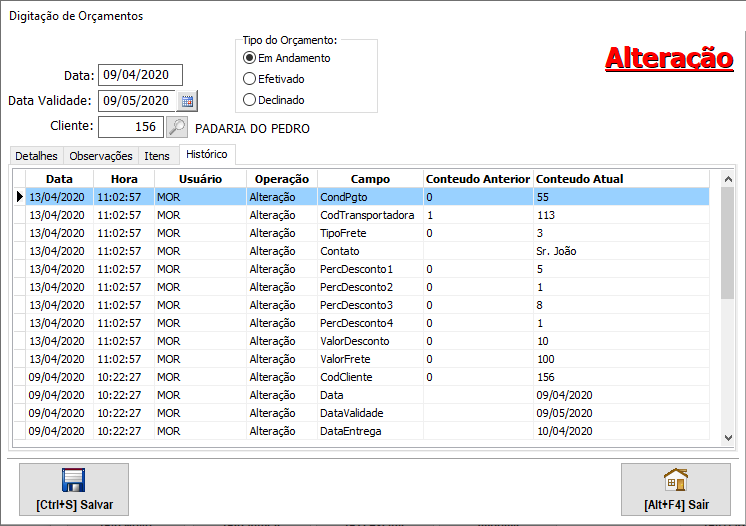 Digitação de Orçamentos
Tipo do Orçamento:
Em Andamento
Efetivado
Declinado
Alteração
Data: 09/04/2020
Data Validade: 09/05/2020
Cliente: 156 PADARIA DO PEDRO
Detalhes Observações Itens Histórico
Data Hora Usuário Operação Campo Conteudo Anterior Conteudo Atual
13/04/2020 11:02:57 MOR Alteração CondPgto 0 55
13/04/2020 11:02:57 MOR Alteração CodTransportadora 1 113
13/04/2020 11:02:57 MOR Alteração TipoFrete 0 3
13/04/2020 11:02:57 MOR Alteração Contato Sr. João
13/04/2020 11:02:57 MOR Alteração PercDesconto1 0 5
13/04/2020 11:02:57 MOR Alteração PercDesconto2 0 1
13/04/2020 11:02:57 MOR Alteração PercDesconto3 0 8
13/04/2020 11:02:57 MOR Alteração PercDesconto4 0 1
13/04/2020 11:02:57 MOR Alteração ValorDesconto 0 10
13/04/2020 11:02:57 MOR Alteração ValorFrete 0 100
09/04/2020 10:22:27 MOR Alteração CodCliente 0 156
09/04/2020 10:22:27 MOR Alteração Data 09/04/2020
09/04/2020 10:22:27 MOR Alteração DataValidade 09/05/2020
09/04/2020 10:22:27 MOR Alteração DataEntrega 10/04/2020
[Ctrl+S] Salvar [Alt+F4] Sair